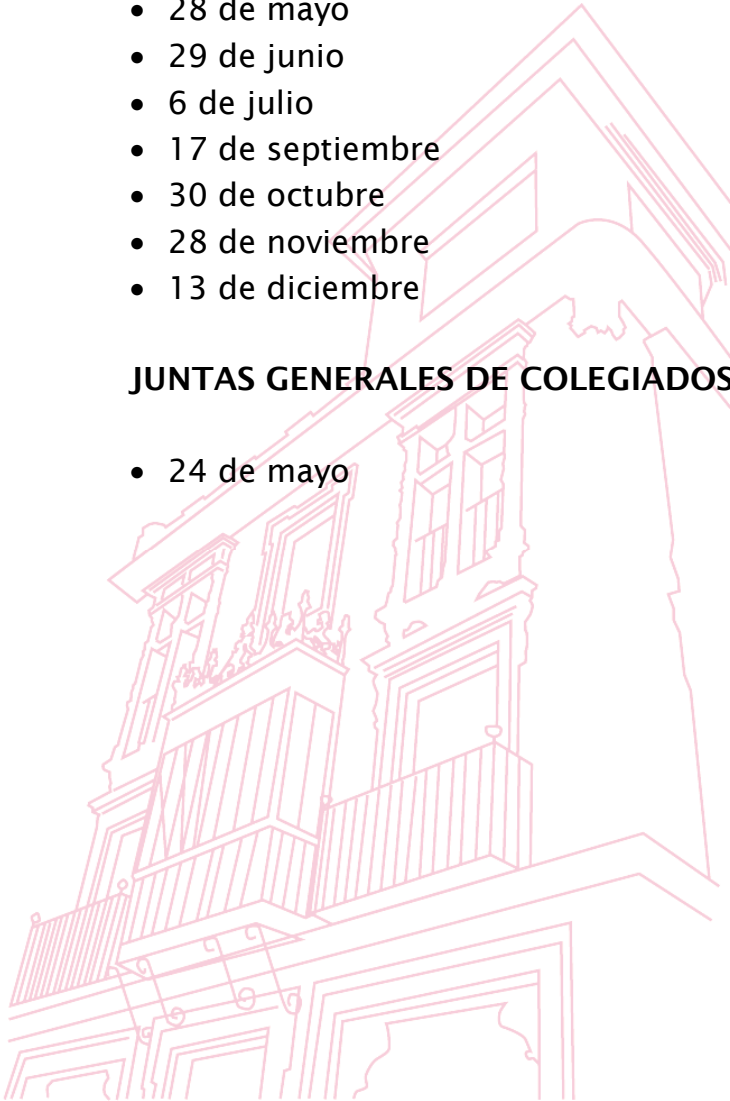 • 28 de mayo
• 29 de junio
• 6 de julio
• 17 de septiembre
• 30 de octubre
• 28 de noviembre
• 13 de diciembre
JUNTAS GENERALES DE COLEGIADOS
• 24 de mayo